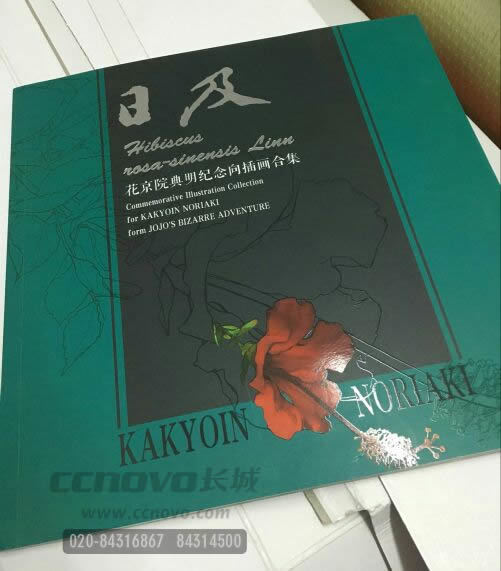 日及
Hibiscus
rosa-sinensis Linn
花京院典明纪念向插画合集
Commemorative Illustration Collection
for KAKYOIN NORIAKI
form JOJO'S BIZARRE ADVENTURE
KAKYOIN NORIAKI
ccnovo长城
www.ccnovo.com
020-84316867 84314500